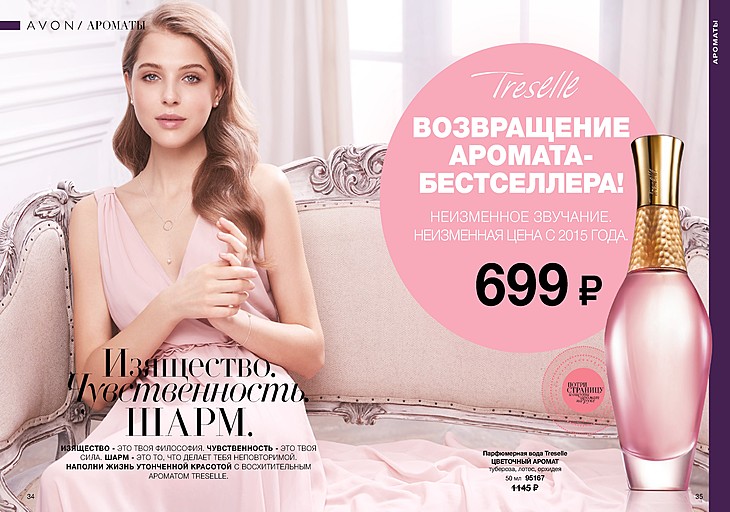 AVON / АРОМАТЫ
АРОМАТЫ
Treselle
ВОЗВРАЩЕНИЕ
АРОМАТА-
БЕСТСЕЛЛЕРА!
НЕИЗМЕННОЕ ЗВУЧАНИЕ.
НЕИЗМЕННАЯ ЦЕНА С 2015 ГОДА.
699 ₽
Изящество.
Чувственность.
ШАРМ.
ИЗЯЩЕСТВО - ЭТО ТВОЯ ФИЛОСОФИЯ. ЧУВСТВЕННОСТЬ - ЭТО ТВОЯ
СИЛА. ШАРМ - ЭТО ТО, ЧТО ДЕЛАЕТ ТЕБЯ НЕПОВТОРИМОЙ.
НАПОЛНИ ЖИЗНЬ УТОНЧЕННОЙ КРАСОТОЙ С ВОСХИТИТЕЛЬНЫМ
АРОМАТОМ TRESELLE.
ПОТРИ
СТРАНИЦУ
Парфюмерная вода Treselle
ЦВЕТОЧНЫЙ АРОМАТ
тубероза, лотос, орхидея
50 мл 95167
1145 ₽
34
35